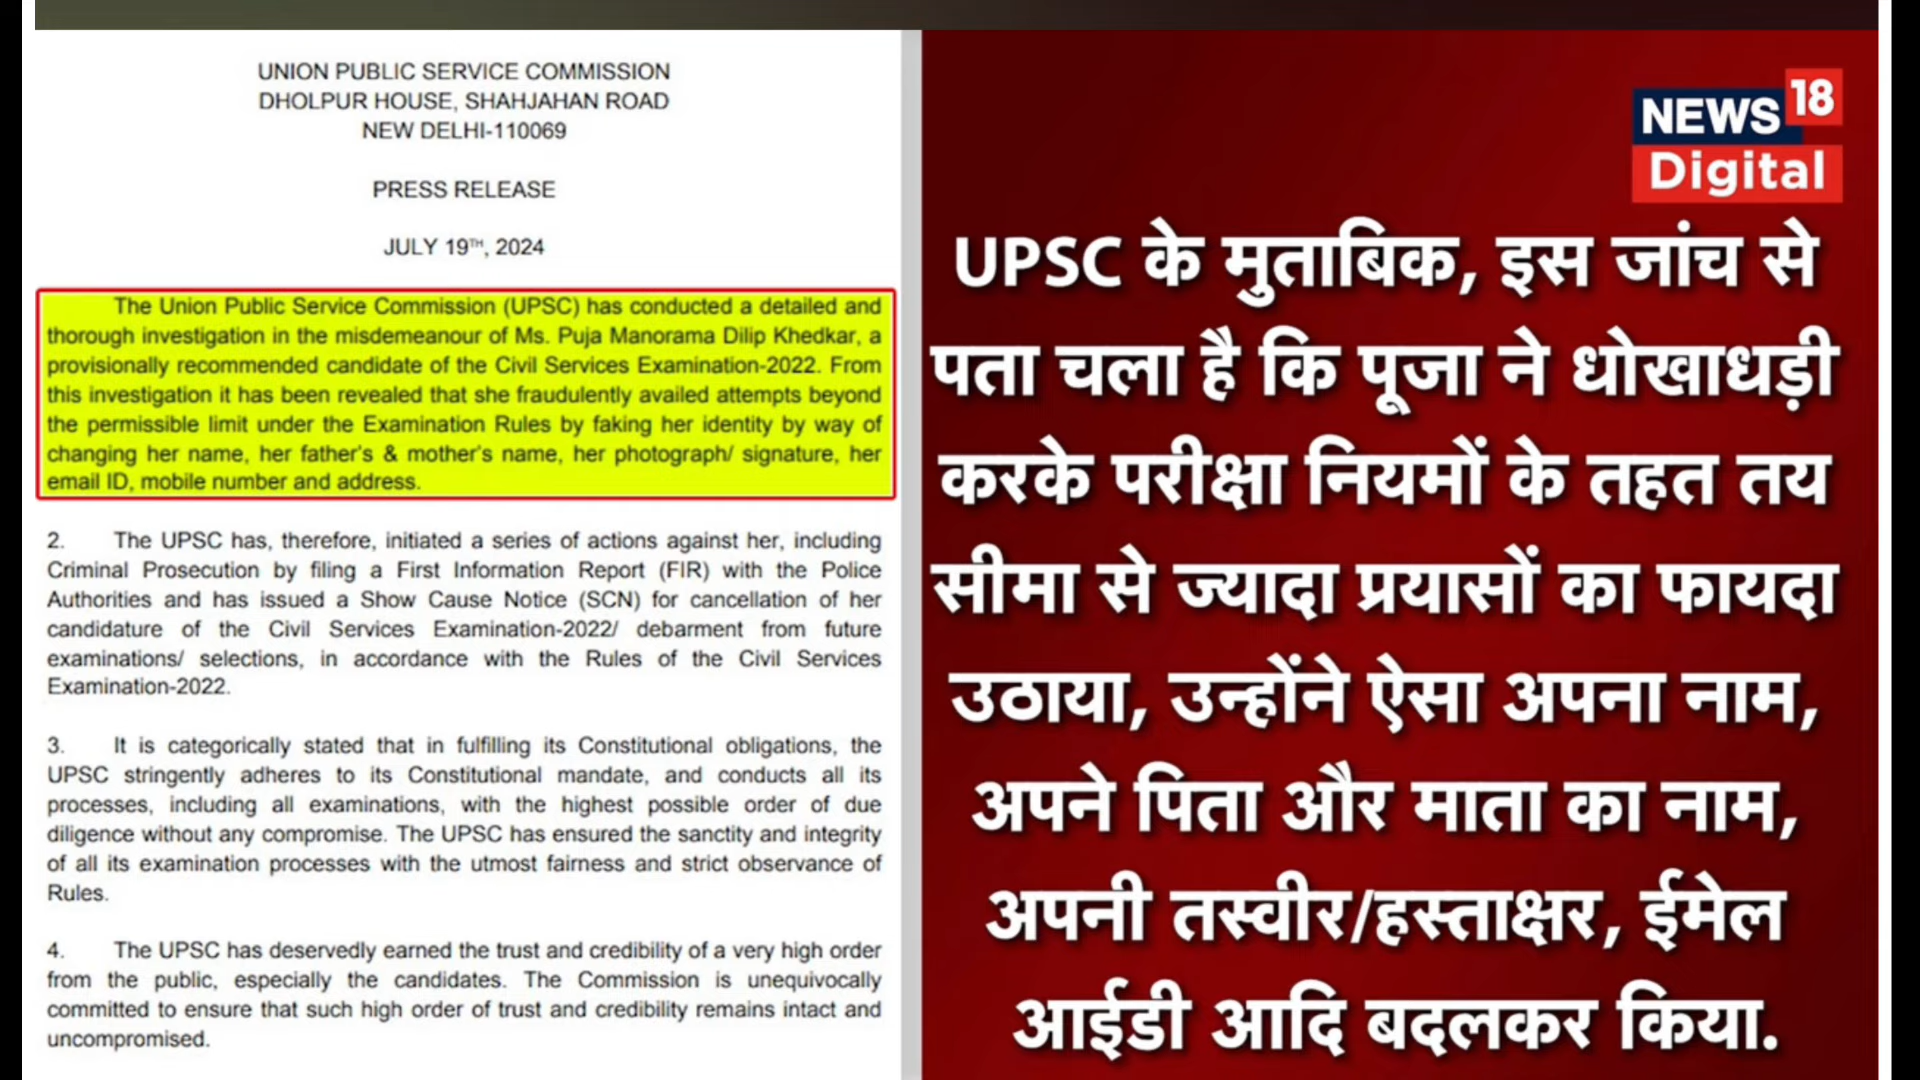 UNION PUBLIC SERVICE COMMISSION
DHOLPUR HOUSE, SHAHJAHAN ROAD
NEW DELHI-110069
PRESS RELEASE
JULY 19TH, 2024
The Union Public Service Commission (UPSC) has conducted a detailed and
thorough investigation in the misdemeanour of Ms. Puja Manorama Dilip Khedkar, a
provisionally recommended candidate of the Civil Services Examination-2022. From
this investigation it has been revealed that she fraudulently availed attempts beyond
the permissible limit under the Examination Rules by faking her identity by way of
changing her name, her father's & mother's name, her photograph/ signature, her
email ID, mobile number and address.
2. The UPSC has, therefore, initiated a series of actions against her, including
Criminal Prosecution by filing a First Information Report (FIR) with the Police
Authorities and has issued a Show Cause Notice (SCN) for cancellation of her
candidature of the Civil Services Examination-2022/ debarment from future
examinations/ selections, in accordance with the Rules of the Civil Services
Examination-2022.
3. It is categorically stated that in fulfilling its Constitutional obligations, the
UPSC stringently adheres to its Constitutional mandate, and conducts all its
processes, including all examinations, with the highest possible order of due
diligence without any compromise. The UPSC has ensured the sanctity and integrity
of all its examination processes with the utmost fairness and strict observance of
Rules.
4. The UPSC has deservedly earned the trust and credibility of a very high order
from the public, especially the candidates. The Commission is unequivocally
committed to ensure that such high order of trust and credibility remains intact and
uncompromised.
NEWS 18
Digital
UPSC के मुताबिक, इस जांच से
पता चला है कि पूजा ने धोखाधड़ी
करके परीक्षा नियमों के तहत तय
सीमा से ज्यादा प्रयासों का फायदा
उठाया, उन्होंने ऐसा अपना नाम,
अपने पिता और माता का नाम,
अपनी तस्वीर/हस्ताक्षर, ईमेल
आईडी आदि बदलकर किया.